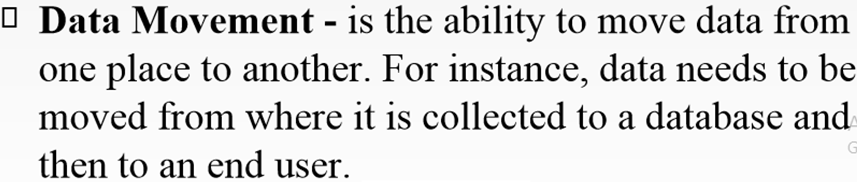 ▯ Data Movement - is the ability to move data from
one place to another. For instance, data needs to be
moved from where it is collected to a database and
then to an end user.